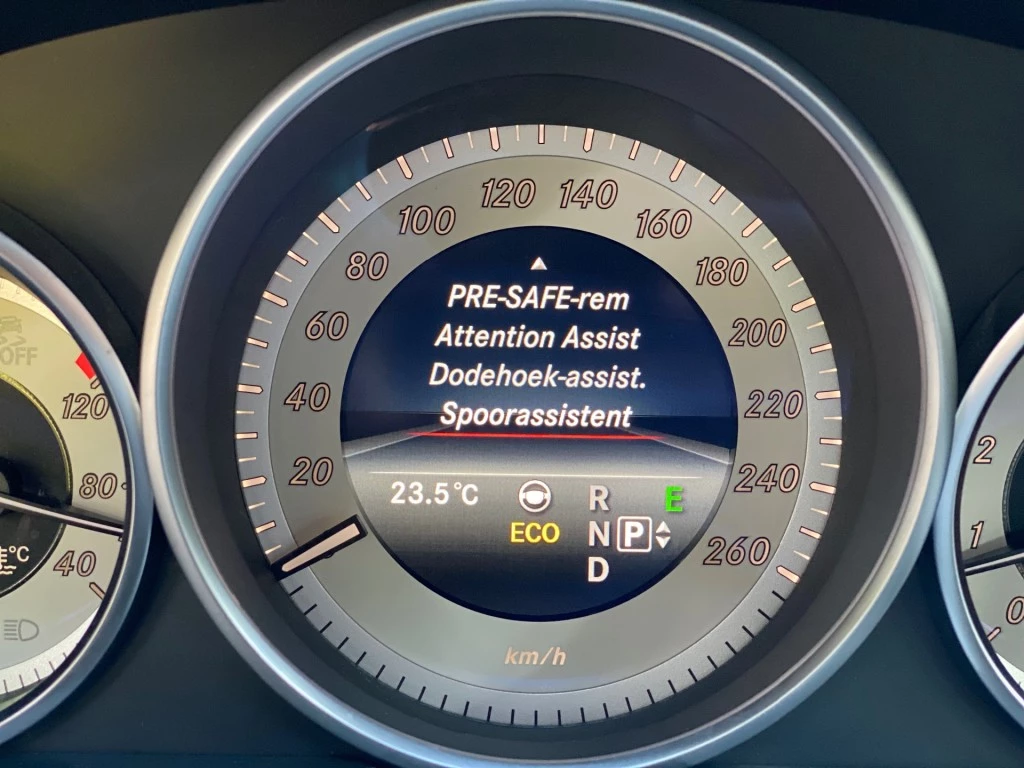 120 140
100 160
80 180
PRE-SAFE-rem
60 Attention Assist 200
Dodehoek-assist.
40 Spoorassistent 220
20 240
23.5°C R E
ECO N P
260
D
km/h
OFF
120
80
°C 40
2
1
0